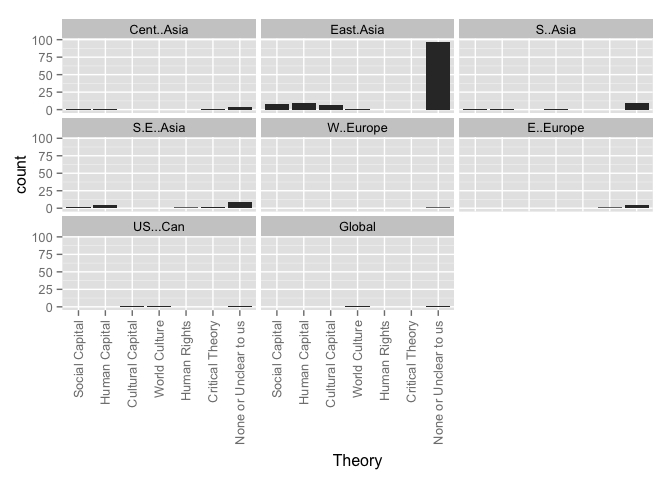 Cent..Asia
East.Asia
S..Asia
100
75
50
25
0
S.E..Asia
W..Europe
E..Europe
100
75
50
25
0
US...Can
Global
100
75
50
25
0
count
Social Capital
Human Capital
Cultural Capital
World Culture
Human Rights
Critical Theory
None or Unclear to us
Social Capital
Human Capital
Cultural Capital
World Culture
Human Rights
Critical Theory
None or Unclear to us
Theory